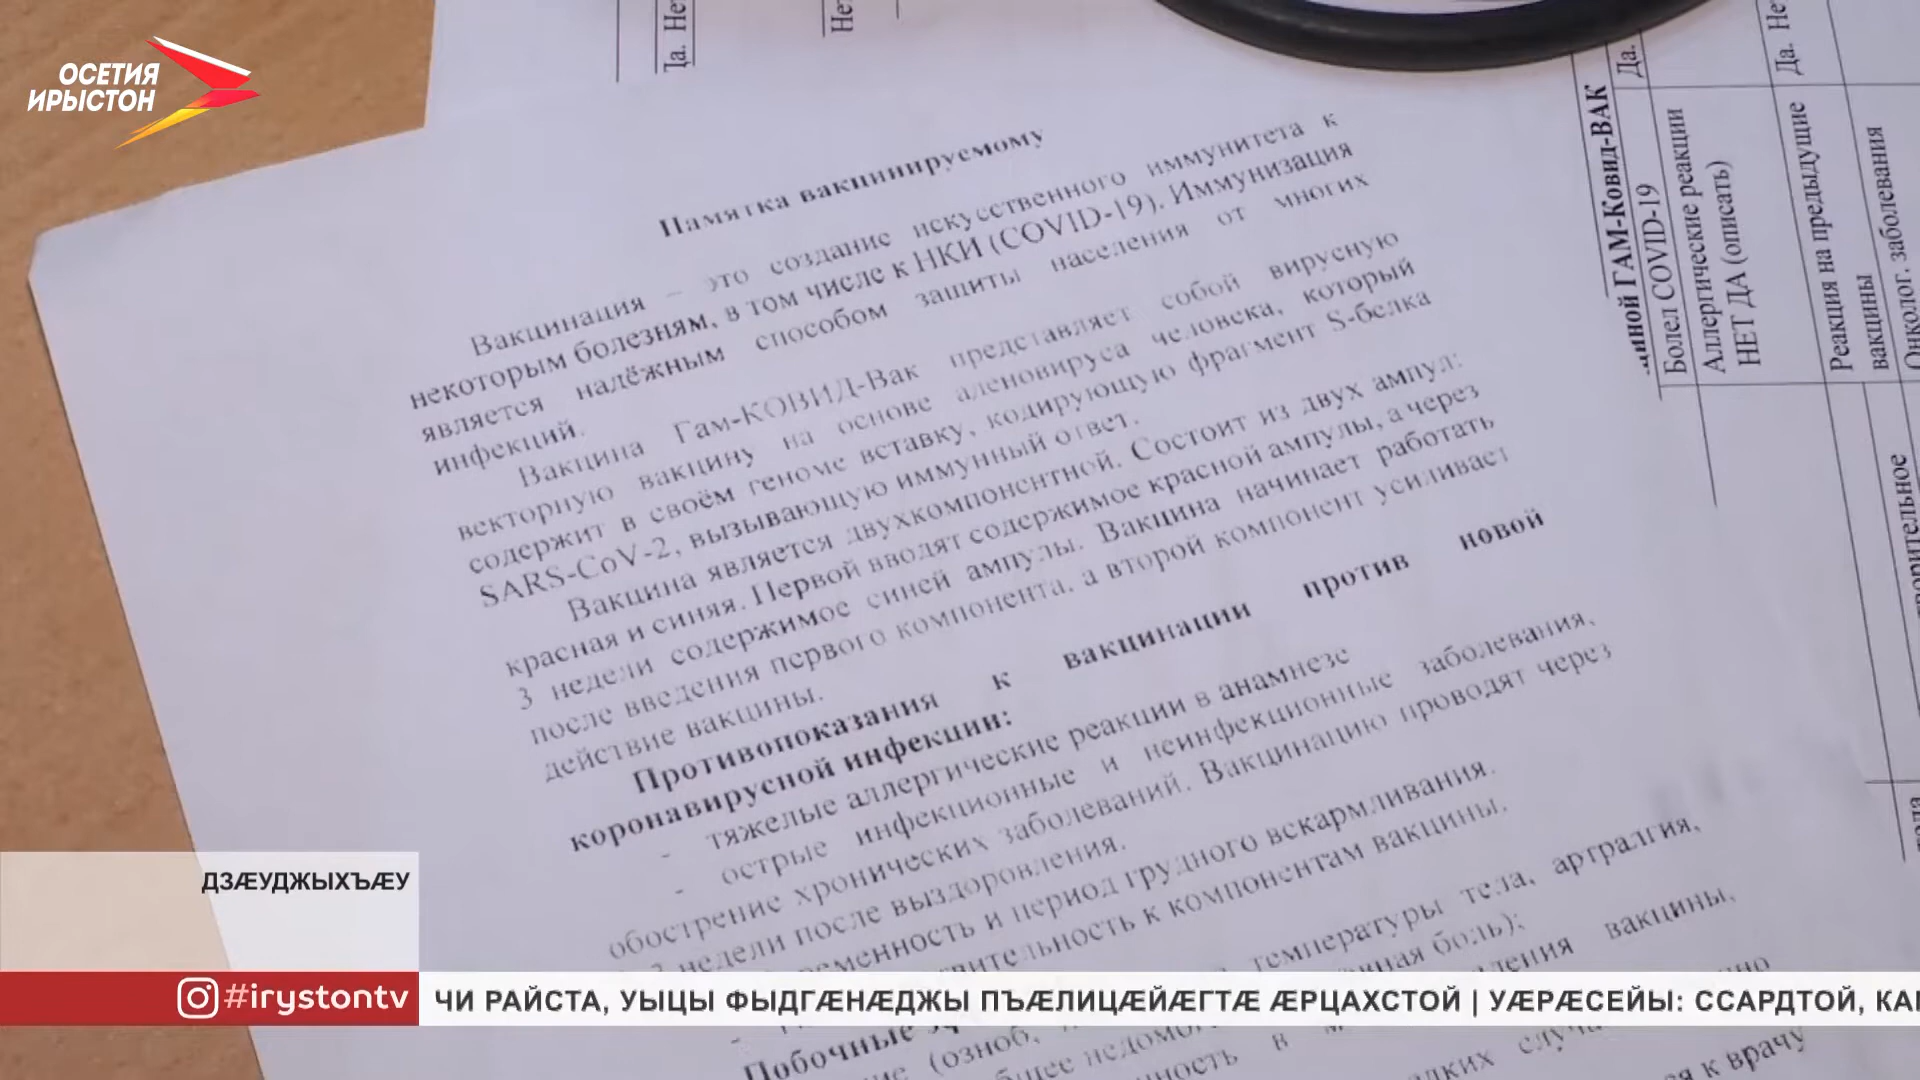 ОСЕТИЯ
ИРЫСТОН
Да. Нет
Памятка вакцинируемому
Вакцинация – это создание искусственного иммунитета к
некоторым болезням, в том числе к НКИ (COVID-19). Иммунизация
является надёжным способом защиты населения от многих
инфекций.
Вакцина Гам-КОВИД-Вак представляет собой вирусную
векторную вакцину на основе аденовируса человека, который
содержит в своём геноме вставку, кодирующую фрагмент S-белка
SARS-CoV-2, вызывающую иммунный ответ.
Вакцина является двухкомпонентной. Состоит из двух ампул:
красная и синяя. Первой вводят содержимое красной ампулы, а через
3 недели содержимое синей ампулы. Вакцина начинает работать
после введения первого компонента, а второй компонент усиливает
действие вакцины.
Противопоказания к вакцинации против новой
коронавирусной инфекции:
- тяжелые аллергические реакции в анамнезе
- острые инфекционные и неинфекционные заболевания,
обострение хронических заболеваний. Вакцинацию проводят через
недели после выздоровления.
и период грудного вскармливания.
к компонентам вакцины.
температуры тела, артралгия,
боль);
вакцины,
Побочные
(озноб,
в
к врачу
ГАМ-Ковид-ВАК
Болел COVID-19
Да.
Аллергические реакции
НЕТ ДА (описать)
Реакция на предыдущие
вакцины
Да. Не
Онколог. заболевания
ДЗÆУДЖЫХЪÆУ
#irystontv
ЧИ РАЙСТА, УЫЦЫ ФЫДГÆНÆДЖЫ ПЪÆЛИЦÆЙÆГТÆ ÆРЦАХСТОЙ | УÆРÆСЕЙЫ: ССАРДТОЙ,